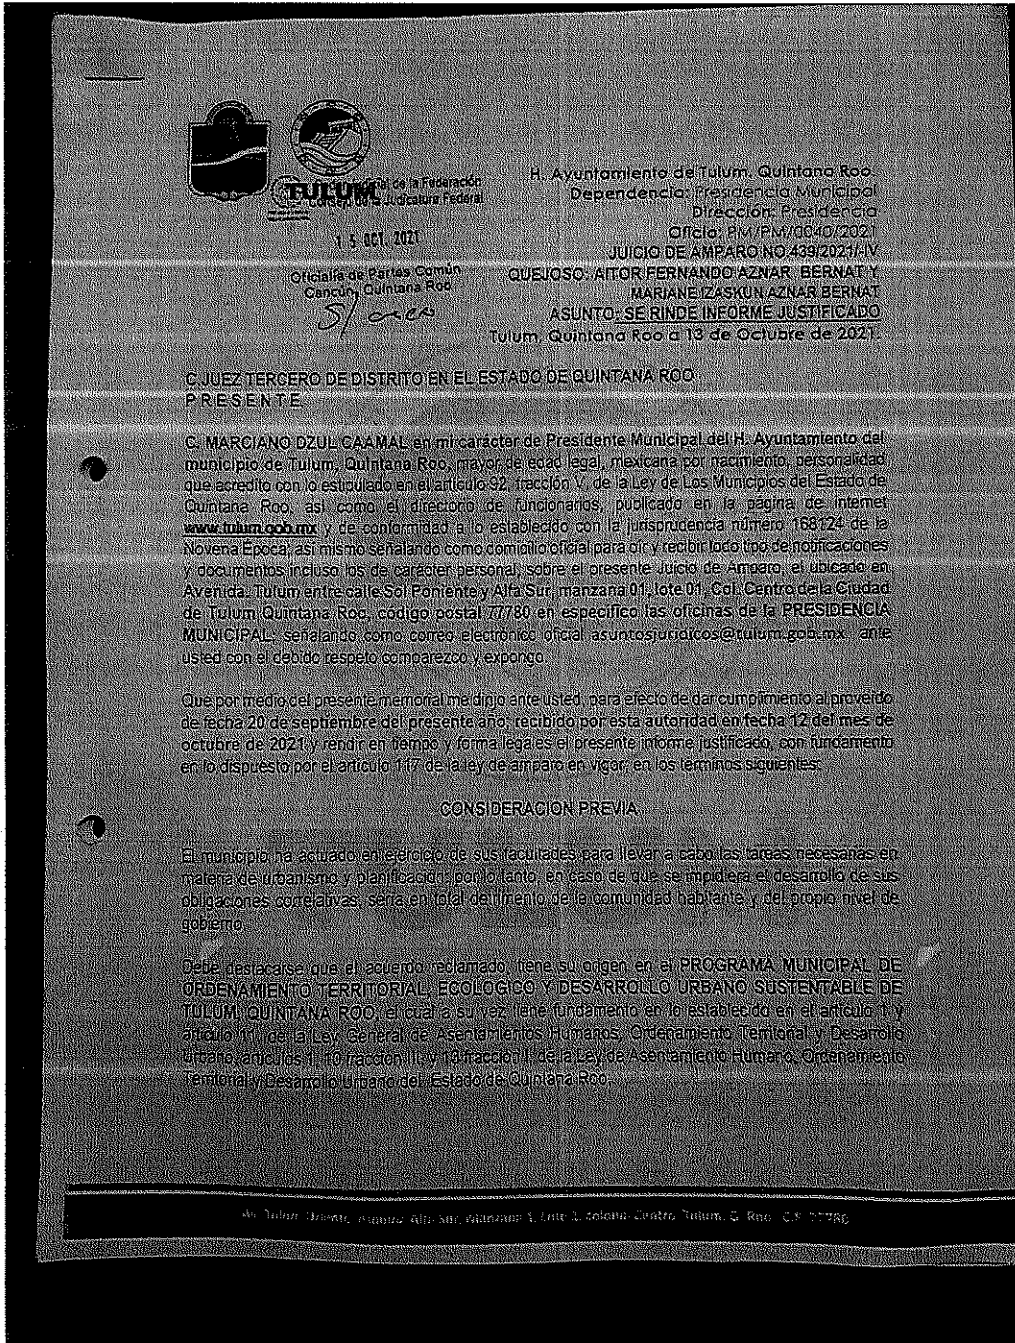 TULUM
Judicial de la Federación
Consejo de la Judicatura Federal
15 OCT. 2021
Oficialía de Partes Común
Cancún, Quintana Roo
H. Ayuntamiento de Tulum, Quintana Roo.
Dependencia: Presidencia Municipal
Dirección: Presidencia
Oficio: PM/PM/0040/2021
JUICIO DE AMPARO NO.439/2021-IV
QUEJOSO: AITOR FERNANDO AZNAR BERNAT Y
MARIANE IZASKUN AZNAR BERNAT
ASUNTO: SE RINDE INFORME JUSTIFICADO
Tulum, Quintana Roo a 13 de Octubre de 2021.
C.JUEZ TERCERO DE DISTRITO EN EL ESTADO DE QUINTANA ROO
P R E S E N T E
C. MARCIANO DZUL CAAMAL en mi carácter de Presidente Municipal del H. Ayuntamiento del
municipio de Tulum, Quintana Roo, mayor de edad legal, mexicana por nacimiento, personalidad
que acredito con lo estipulado en el artículo 92, fracción V, de la Ley de Los Municipios del Estado de
Quintana Roo, así como el directorio de funcionarios, publicado en la página de internet
www.tulum.gob.mx y de conformidad a lo establecido con la jurisprudencia número 168124 de la
Novena Época; así mismo señalando como domicilio oficial para oír y recibir todo tipo de notificaciones
y documentos incluso los de carácter personal, sobre el presente Juicio de Amparo, el ubicado en
Avenida. Tulum entre calle Sol Poniente y Alfa Sur, manzana 01, lote 01, Col. Centro de la Ciudad
de Tulum Quintana Roo, código postal 77780 en específico las oficinas de la PRESIDENCIA
MUNICIPAL; señalando como correo electrónico oficial asuntosjuridicos@tulum.gob.mx, ante
usted con el debido respeto comparezco y expongo
Que por medio del presente memorial me dirijo ante usted, para efecto de dar cumplimiento al proveído
de fecha 20 de septiembre del presente año, recibido por esta autoridad en fecha 12 del mes de
octubre de 2021 y rendir en tiempo y forma legales el presente informe justificado, con fundamento
en lo dispuesto por el artículo 117 de la ley de amparo en vigor, en los términos siguientes:
CONSIDERACION PREVIA
El municipio ha actuado en ejercicio de sus facultades para llevar a cabo las tareas necesarias en
materia de urbanismo y planificación, por lo tanto, en caso de que se impidiera el desarrollo de sus
obligaciones correlativas, sería en total detrimento de la comunidad habitante y del propio nivel de
gobierno
Debe destacarse que el acuerdo reclamado, tiene su origen en el PROGRAMA MUNICIPAL DE
ORDENAMIENTO TERRITORIAL, ECOLOGICO Y DESARROLLO URBANO SUSTENTABLE DE
TULUM, QUINTANA ROO, el cual a su vez tiene fundamento en lo establecido en el artículo 1 y
artículo 11, de la Ley General de Asentamientos Humanos, Ordenamiento Territorial y Desarrollo
Urbano, artículos 1, 10 fracción II, y 13 fracción I, de la Ley de Asentamiento Humano, Ordenamiento
Territorial y Desarrollo Urbano del Estado de Quintana Roo.
Av. Tulum Oriente, Alfa Sur, Manzana 1, Lote 1, colonia Centro Tulum, Q. Roo. C.P. 77780